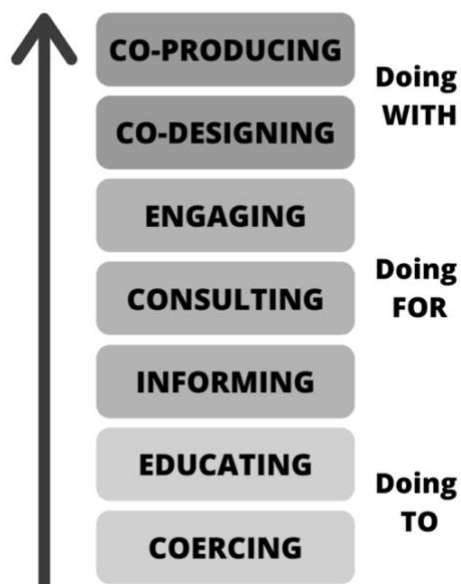 CO-PRODUCING
Doing
WITH
CO-DESIGNING
ENGAGING
Doing
FOR
CONSULTING
INFORMING
EDUCATING
Doing
TO
COERCING